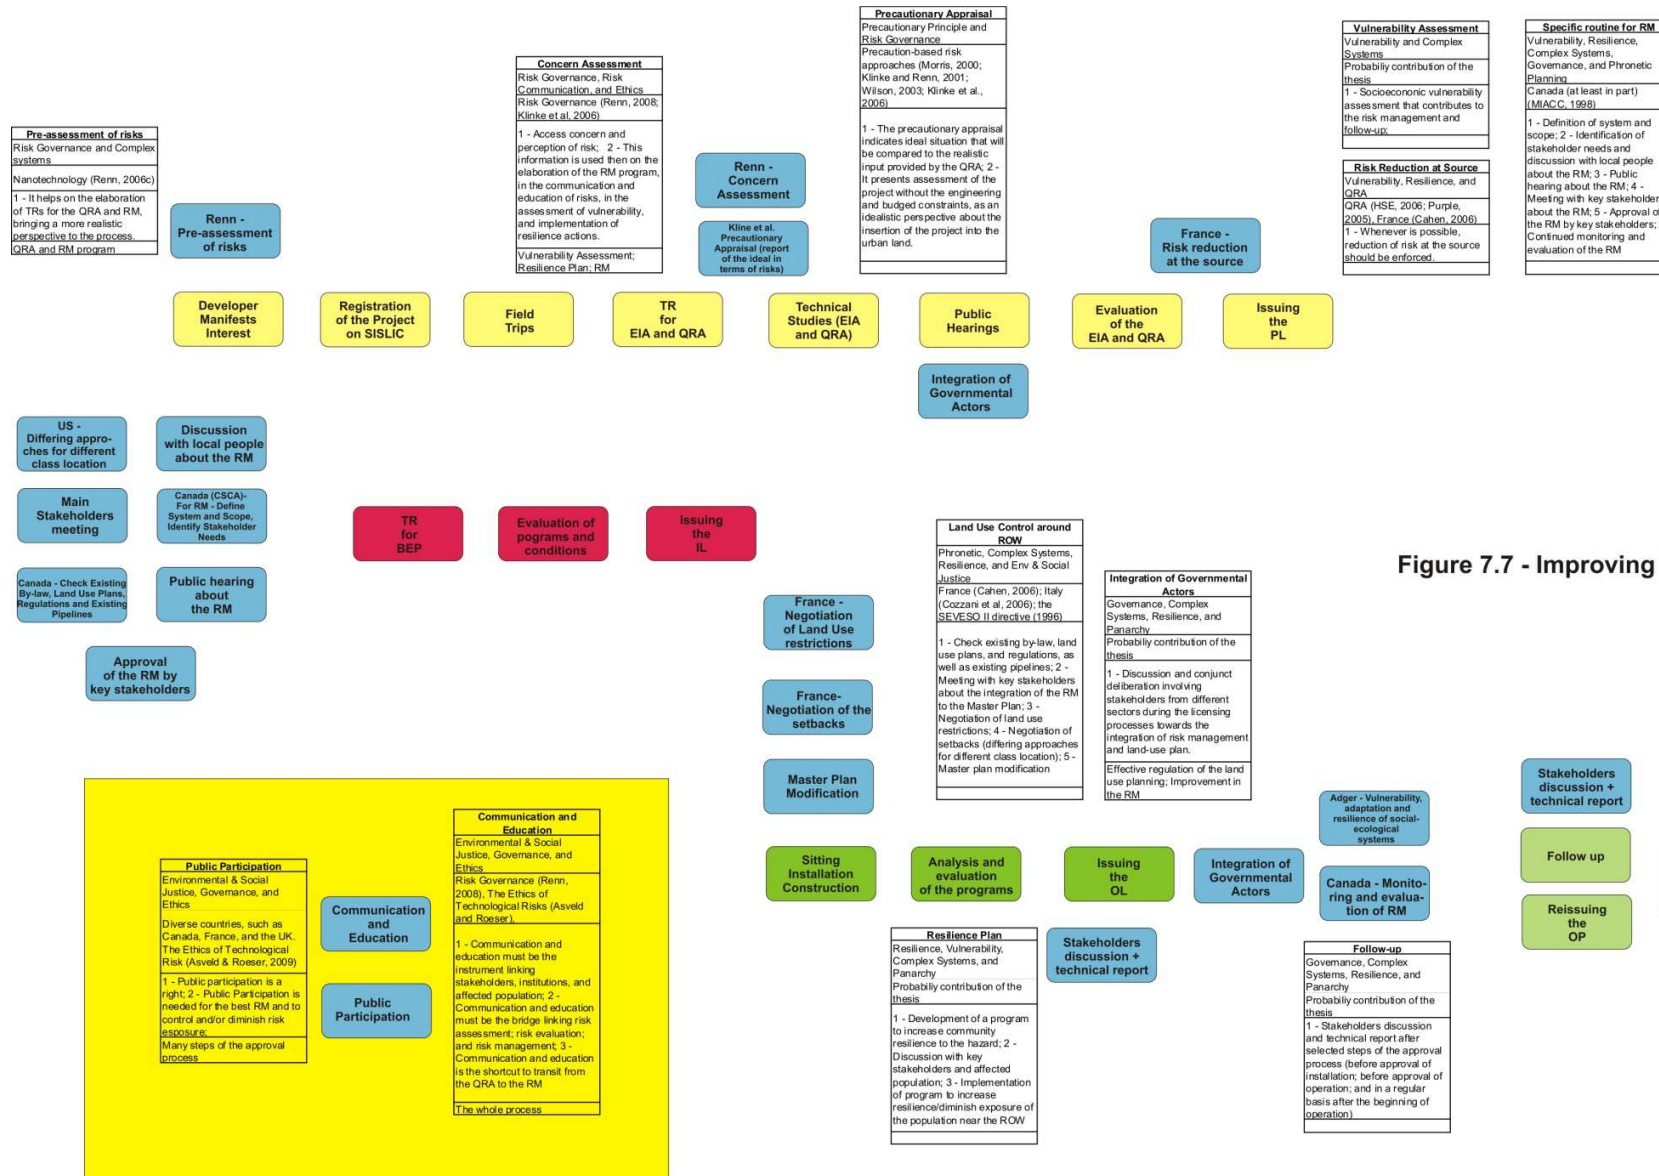 Precautionary Appraisal
Precautionary Principle and
Risk Governance
Precaution-based risk
approaches (Morris, 2000;
Klinke and Renn, 2001;
Wilson, 2003; Klinke et al.,
2006)
1 - The precautionary appraisal
indicates ideal situation that will
be compared to the realistic
input provided by the QRA; 2 -
It presents assessment of the
project without the engineering
and budged constraints, as an
idealistic perspective about the
insertion of the project into the
urban land.
Vulnerability Assessment
Vulnerability and Complex
Systems
Probabiliy contribution of the
thesis
1 - Socioeconomic vulnerability
assessment that contributes to
the risk management and
follow-up;
Specific routine for RM
Vulnerability, Resilience,
Complex Systems,
Governance, and Phronetic
Planning
Canada (at least in part)
(MIACC, 1998)
1 - Definition of system and
scope; 2 - Identification of
stakeholder needs and
discussion with local people
about the RM; 3 - Public
hearing about the RM; 4 -
Meeting with key stakeholder
about the RM; 5 - Approval o
the RM by key stakeholders;
Continued monitoring and
evaluation of the RM
Concern Assessment
Risk Governance, Risk
Communication, and Ethics
Risk Governance (Renn, 2008;
Klinke et al, 2006)
1 - Access concern and
perception of risk;  2 - This
information is used then on the
elaboration of the RM program,
in the communication and
education of risks, in the
assessment of vulnerability,
and implementation of
resilience actions.
Vulnerability Assessment;
Resilience Plan; RM
Pre-assessment of risks
Risk Governance and Complex
systems
Nanotechnology (Renn, 2006c)
1 - It helps on the elaboration
of TRs for the QRA and RM,
bringing a more realistic
perspective to the process.
QRA and RM program
Renn -
Pre-assessment
of risks
Renn -
Concern
Assessment
Kline et al.
Precautionary
Appraisal (report
of the ideal in
terms of risks)
France -
Risk reduction
at the source
Risk Reduction at Source
Vulnerability, Resilience, and
QRA
QRA (HSE, 2006; Purple,
2005), France (Cahen, 2006)
1 - Whenever is possible,
reduction of risk at the source
should be enforced.
Developer
Manifests
Interest
Registration
of the Project
on SISLIC
Field
Trips
TR
for
EIA and QRA
Technical
Studies (EIA
and QRA)
Public
Hearings
Evaluation
of the
EIA and QRA
Issuing
the
PL
Integration of
Governmental
Actors
US -
Differing appro-
ches for different
class location
Discussion
with local people
about the RM
Main
Stakeholders
meeting
Canada (CSCA)-
For RM - Define
System and Scope,
Identify Stakeholder
Needs
Canada - Check Existing
By-law, Land Use Plans,
Regulations and Existing
Pipelines
Public hearing
about
the RM
Approval
of the RM by
key stakeholders
TR
for
BEP
Evaluation of
pograms and
conditions
Issuing
the
IL
Figure 7.7 - Improving
France -
Negotiation
of Land Use
restrictions
France-
Negotiation of the
setbacks
Master Plan
Modification
Land Use Control around
ROW
Phronetic, Complex Systems,
Resilience, and Env & Social
Justice
France (Cahen, 2006); Italy
(Cozzani et al, 2006); the
SEVESO II directive (1996)
1 - Check existing by-law, land
use plans, and regulations, as
well as existing pipelines; 2 -
Meeting with key stakeholders
about the integration of the RM
to the Master Plan; 3 -
Negotiation of land use
restrictions; 4 - Negotiation of
setbacks (differing approaches
for different class location); 5 -
Master plan modification
Integration of Governmental
Actors
Governance, Complex
Systems, Resilience, and
Panarchy
Probabiliy contribution of the
thesis
1 - Discussion and conjunct
deliberation involving
stakeholders from different
sectors during the licensing
processes towards the
integration of risk management
and land-use plan.
Effective regulation of the land
use planning; Improvement in
the RM
Sitting
Installation
Construction
Analysis and
evaluation
of the programs
Issuing
the
OL
Integration of
Governmental
Actors
Adger - Vulnerability,
adaptation and
resilience of social-
ecological
systems
Canada - Monito-
ring and evalua-
tion of RM
Stakeholders
discussion +
technical report
Follow up
Reissuing
the
OP
Resilience Plan
Resilience, Vulnerability,
Complex Systems, and
Panarchy
Probabiliy contribution of the
thesis
1 - Development of a program
to increase community
resilience to the hazard; 2 -
Discussion with key
stakeholders and affected
population; 3 - Implementation
of program to increase
resilience/diminish exposure of
the population near the ROW
Stakeholders
discussion +
technical report
Follow-up
Governance, Complex
Systems, Resilience, and
Panarchy
Probabiliy contribution of the
thesis
1 - Stakeholders discussion
and technical report after
selected steps of the approval
process (before approval of
installation; before approval of
operation; and in a regular
basis after the beginning of
operation)
Public Participation
Environmental & Social
Justice, Governance, and
Ethics
Diverse countries, such as
Canada, France, and the UK.
The Ethics of Technological
Risk (Asveld & Roeser, 2009)
1 - Public participation is a
right; 2 - Public Participation is
needed for the best RM and to
control and/or diminish risk
exposure;
Many steps of the approval
process
Communication
and
Education
Public
Participation
Communication and
Education
Environmental & Social
Justice, Governance, and
Ethics
Risk Governance (Renn,
2008), The Ethics of
Technological Risks (Asveld
and Roeser),
1 - Communication and
education must be the
instrument linking
stakeholders, institutions, and
affected population; 2 -
Communication and education
must be the bridge linking risk
assessment; risk evaluation;
and risk management; 3 -
Communication and education
is the shortcut to transit from
the QRA to the RM
The whole process